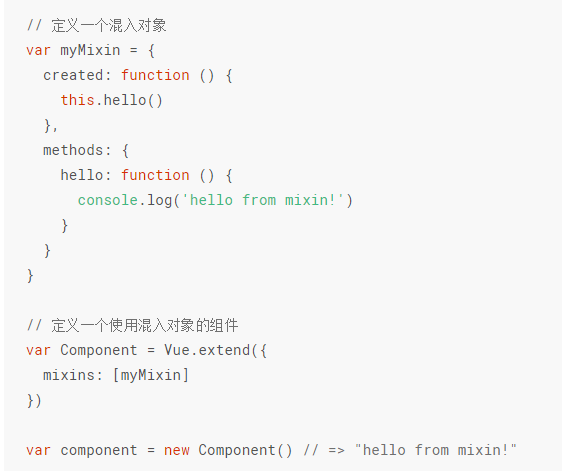 // 定义一个混入对象
var myMixin = {
  created: function () {
    this.hello()
  },
  methods: {
    hello: function () {
      console.log('hello from mixin!')
    }
  }
}

// 定义一个使用混入对象的组件
var Component = Vue.extend({
  mixins: [myMixin]
})

var component = new Component() // => "hello from mixin!"